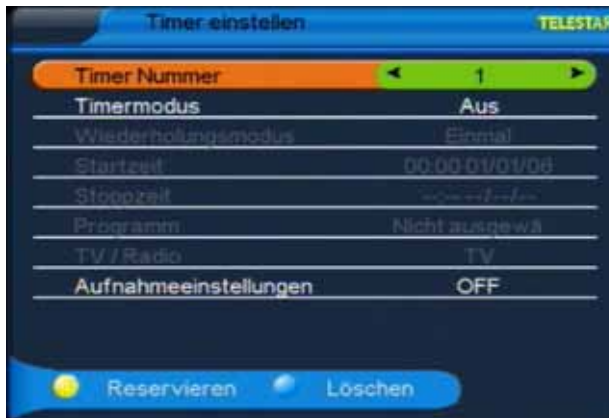 Timer einstellen TELESTAR
Timer Nummer 1
Timermodus Aus
Wiederholungsmodus Einmal
Startzeit 00:00 01/01/06
Stoppzeit --:-- --/--/--
Programm Nicht ausgewä
TV / Radio TV
Aufnahmeeinstellungen OFF
Reservieren Löschen